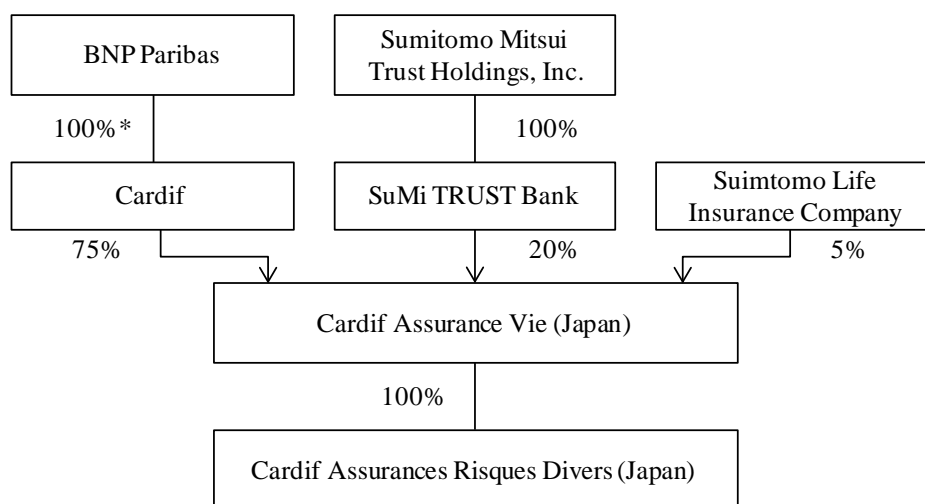 BNP Paribas
Sumitomo Mitsui
Trust Holdings, Inc.
100%*
100%
Cardif
SuMi TRUST Bank
Suimtomo Life
Insurance Company
75%
20%
5%
Cardif Assurance Vie (Japan)
100%
Cardif Assurances Risques Divers (Japan)